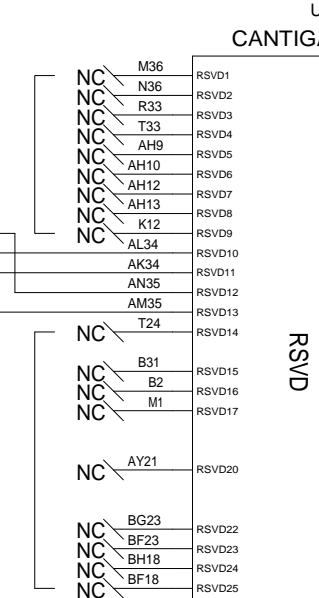 U
CANTIGA
NC M36 RSVD1
NC N36 RSVD2
NC R33 RSVD3
NC T33 RSVD4
NC AH9 RSVD5
NC AH10 RSVD6
NC AH12 RSVD7
NC AH13 RSVD8
NC K12 RSVD9
AL34 RSVD10
AK34 RSVD11
AN35 RSVD12
AM35 RSVD13
NC T24 RSVD14
NC B31 RSVD15
NC B2 RSVD16
NC M1 RSVD17
NC AY21 RSVD20
NC BG23 RSVD22
NC BF23 RSVD23
NC BH18 RSVD24
NC BF18 RSVD25
RSVD